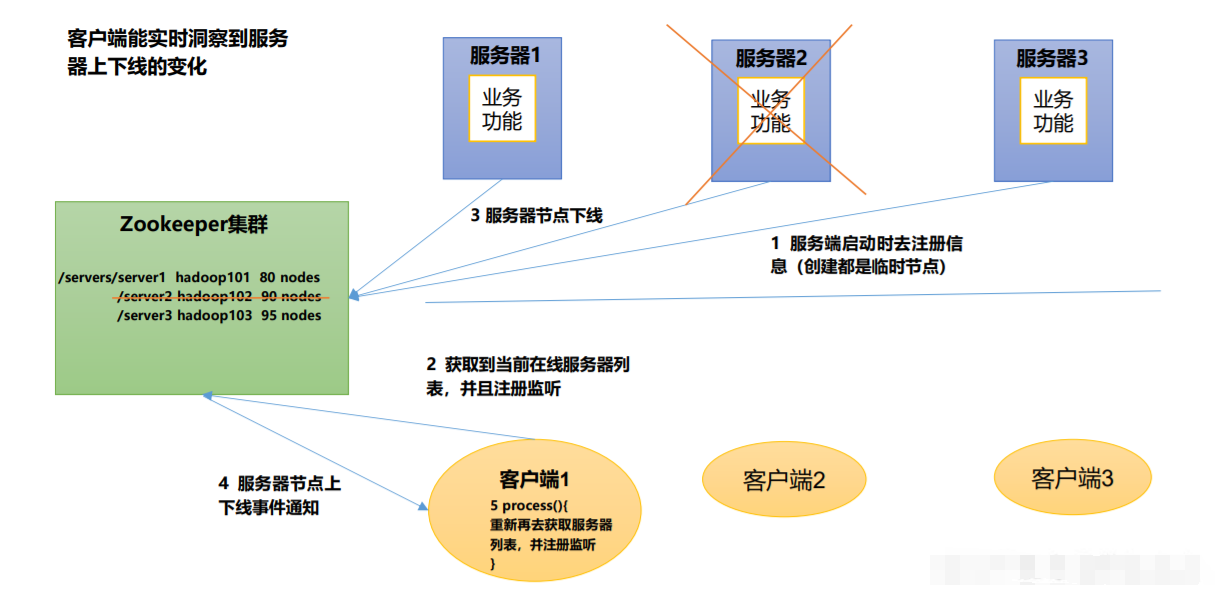 客户端能实时洞察到服务
器上下线的变化
服务器1
业务
功能
服务器2
业务
功能
服务器3
业务
功能
3 服务器节点下线
1 服务端启动时去注册信
息（创建都是临时节点）
Zookeeper集群
/servers/server1 hadoop101 80 nodes
/server2 hadoop102 90 nodes
/server3 hadoop103 95 nodes
2 获取到当前在线服务器列
表，并且注册监听
4 服务器节点上
下线事件通知
客户端1
5 process(){
重新再去获取服务器
列表，并注册监听
}
客户端2
客户端3